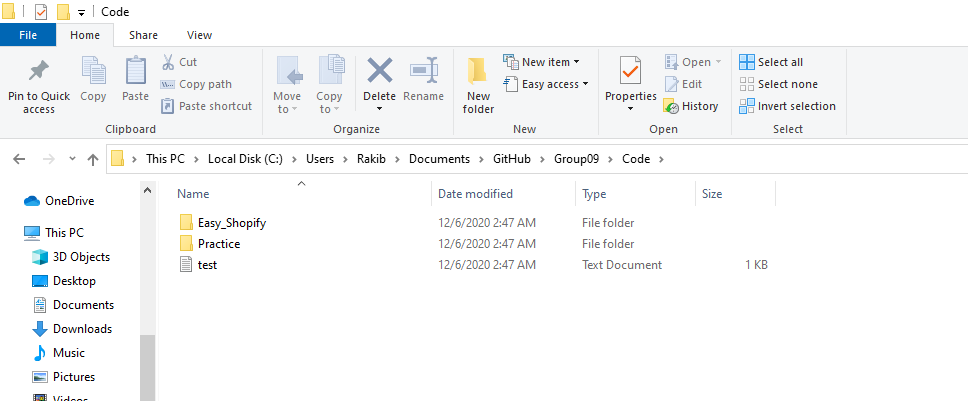 Code
File Home Share View
Pin to Quick access
Copy
Paste
Cut
Copy path
Paste shortcut
Clipboard
Move to
Copy to
Delete
Rename
Organize
New folder
New item
Easy access
New
Properties
Open
Edit
History
Open
Select all
Select none
Invert selection
Select
This PC Local Disk (C:) Users Rakib Documents GitHub Group09 Code
OneDrive
This PC
3D Objects
Desktop
Documents
Downloads
Music
Pictures
Videos
Name Date modified Type Size
Easy_Shopify 12/6/2020 2:47 AM File folder
Practice 12/6/2020 2:47 AM File folder
test 12/6/2020 2:47 AM Text Document 1 KB